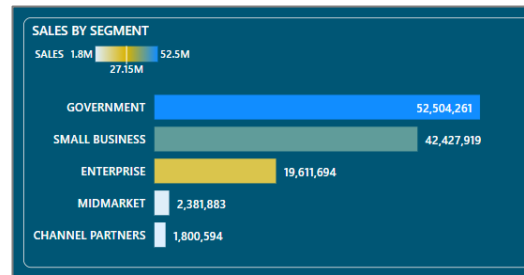 SALES BY SEGMENT
SALES 1.8M 52.5M
27.15M
GOVERNMENT 52,504,261
SMALL BUSINESS 42,427,919
ENTERPRISE 19,611,694
MIDMARKET 2,381,883
CHANNEL PARTNERS 1,800,594